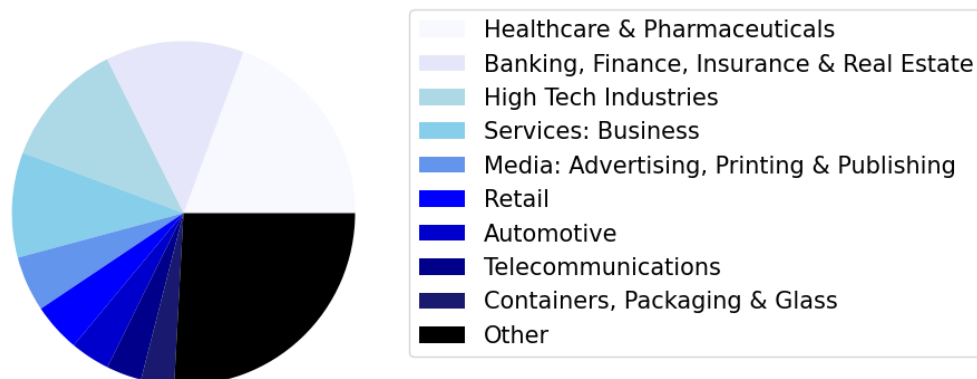 Healthcare & Pharmaceuticals
Banking, Finance, Insurance & Real Estate
High Tech Industries
Services: Business
Media: Advertising, Printing & Publishing
Retail
Automotive
Telecommunications
Containers, Packaging & Glass
Other